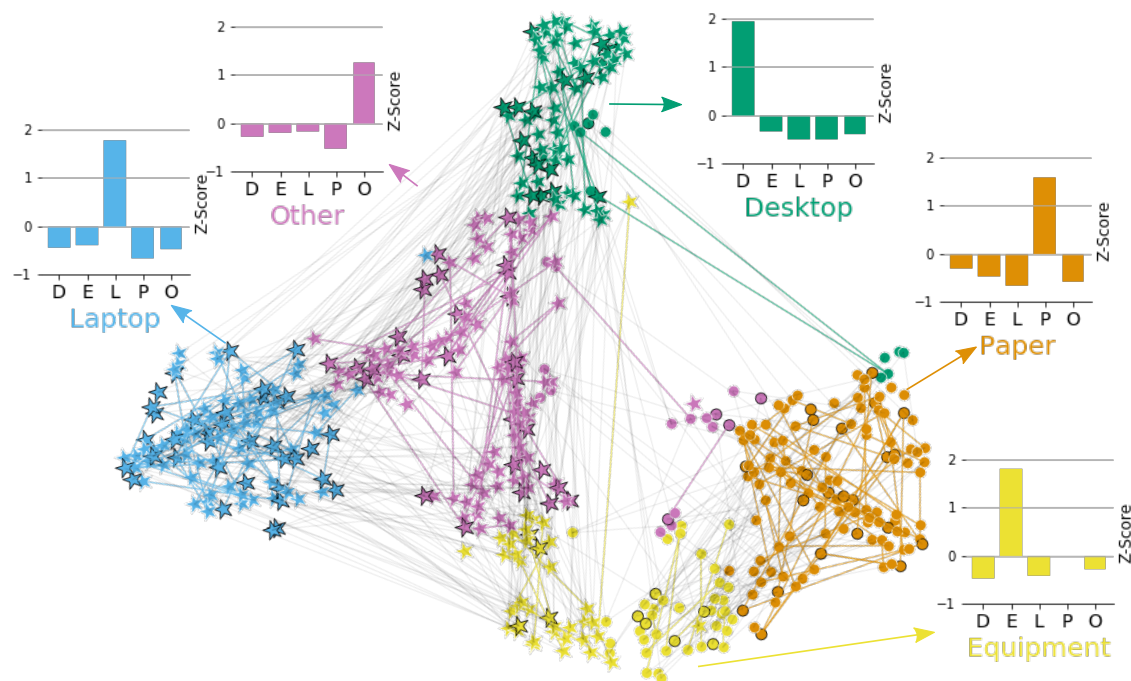 2
1
0
−1
Z-Score
D E L P O
Other
2
1
0
−1
Z-Score
D E L P O
Desktop
2
1
0
−1
Z-Score
D E L P O
Laptop
2
1
0
−1
Z-Score
D E L P O
Paper
2
1
0
−1
Z-Score
D E L P O
Equipment